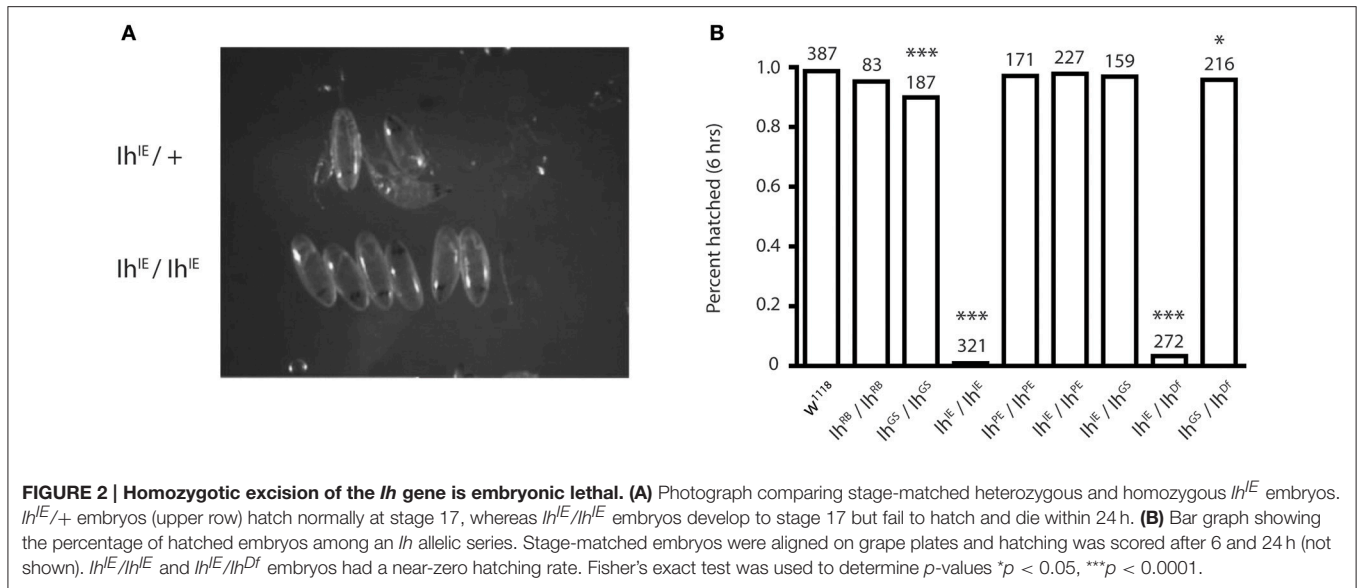 A
Ih^IE / +
Ih^IE / Ih^IE
B
Percent hatched (6 hrs)
1.0
0.8
0.6
0.4
0.2
0
387
83
***
187
***
321
171
227
159
***
272
*
216
w^1118
Ih^RB / Ih^RB
Ih^GS / Ih^GS
Ih^IE / Ih^IE
Ih^PE / Ih^PE
Ih^IE / Ih^PE
Ih^IE / Ih^GS
Ih^IE / Ih^Df
Ih^GS / Ih^Df
FIGURE 2 | Homozygotic excision of the Ih gene is embryonic lethal. (A) Photograph comparing stage-matched heterozygous and homozygous Ih^IE embryos.
Ih^IE/+ embryos (upper row) hatch normally at stage 17, whereas Ih^IE/Ih^IE embryos develop to stage 17 but fail to hatch and die within 24 h. (B) Bar graph showing
the percentage of hatched embryos among an Ih allelic series. Stage-matched embryos were aligned on grape plates and hatching was scored after 6 and 24 h (not
shown). Ih^IE/Ih^IE and Ih^IE/Ih^Df embryos had a near-zero hatching rate. Fisher's exact test was used to determine p-values *p < 0.05, ***p < 0.0001.